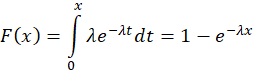 F(x) = ∫₀ˣ λe^{−λt} dt = 1 − e^{−λx}